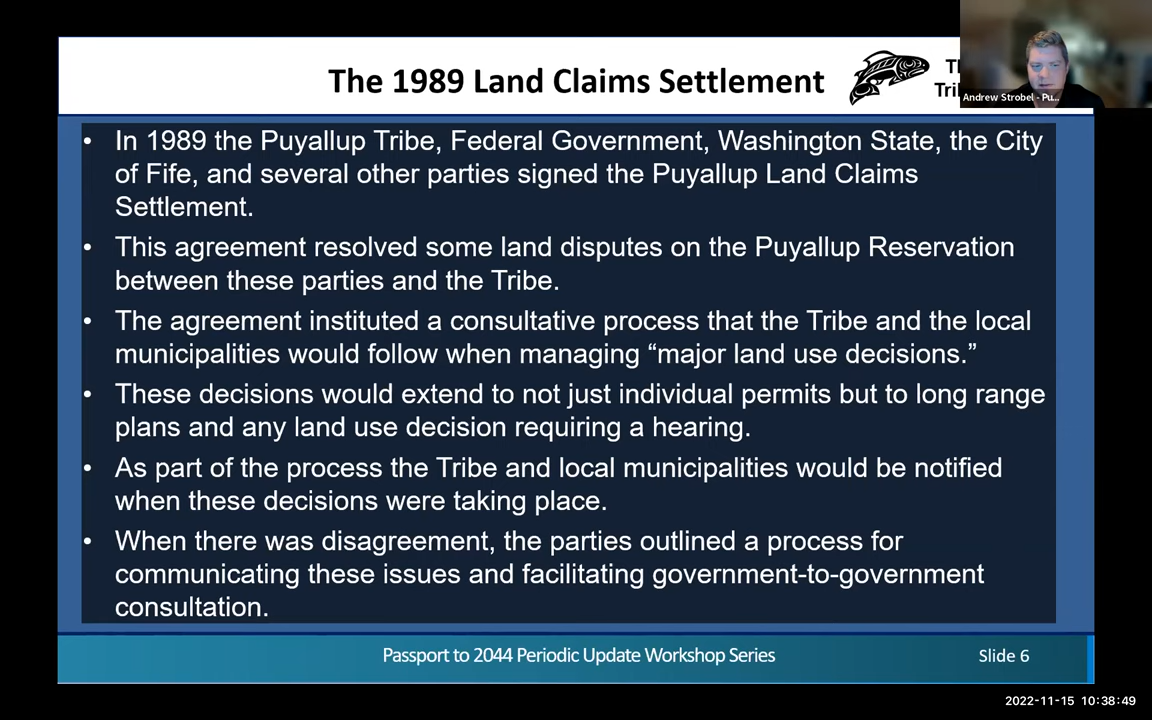 The 1989 Land Claims Settlement
Andrew Strobel - Pu...
• In 1989 the Puyallup Tribe, Federal Government, Washington State, the City
of Fife, and several other parties signed the Puyallup Land Claims
Settlement.
• This agreement resolved some land disputes on the Puyallup Reservation
between these parties and the Tribe.
• The agreement instituted a consultative process that the Tribe and the local
municipalities would follow when managing “major land use decisions.”
• These decisions would extend to not just individual permits but to long range
plans and any land use decision requiring a hearing.
• As part of the process the Tribe and local municipalities would be notified
when these decisions were taking place.
• When there was disagreement, the parties outlined a process for
communicating these issues and facilitating government-to-government
consultation.
Passport to 2044 Periodic Update Workshop Series
Slide 6
2022-11-15 10:38:49